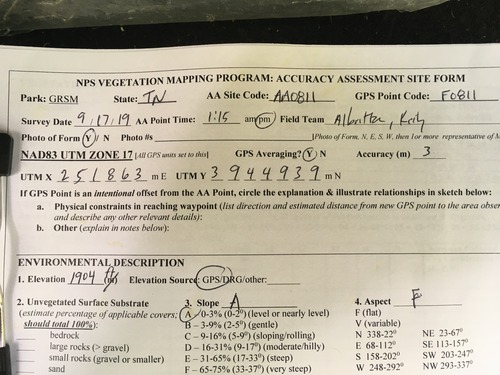 NPS VEGETATION MAPPING PROGRAM: ACCURACY ASSESSMENT SITE FORM
Park: GRSM State: TN AA Site Code: AA0811 GPS Point Code: F0811
Survey Date 9/17/19 AA Point Time: 1:15 am/pm Field Team Albritten,
Photo of Form Y / N Photo #s [Photo of Form, N, E, S, W, then 1or more representative of
NAD83 UTM ZONE 17 [All GPS units set to this] GPS Averaging? Y/ N Accuracy (m) 3
UTM X 251863 m E UTM Y 3944939 m N
If GPS Point is an intentional offset from the AA Point, circle the explanation & illustrate relationships in sketch below:
a. Physical constraints in reaching waypoint (list direction and estimated distance from new GPS point to the area
and describe any other relevant details):
b. Other (explain in notes below):
ENVIRONMENTAL DESCRIPTION
1. Elevation 1904 ft/(m) Elevation Source: GPS/DRG/other:
2. Unvegetated Surface Substrate 3. Slope A 4. Aspect F
(estimate percentage of applicable covers; A – 0-3% (0-2°) (level or nearly level) F (flat)
should total 100%): B – 3-9% (2-5°) (gentle) V (variable)
bedrock C – 9-16% (5-9°) (sloping/rolling) N 338-22° NE 23-67°
large rocks (> gravel) D – 16-31% (9-17°) (moderate/hilly) E 68-112° SE 113-157°
small rocks (gravel or smaller) E – 31-65% (17-33°) (steep) S 158-202° SW 203-247°
sand F – 65-75% (33-37°) (very steep) W 248-292° NW 293-337°